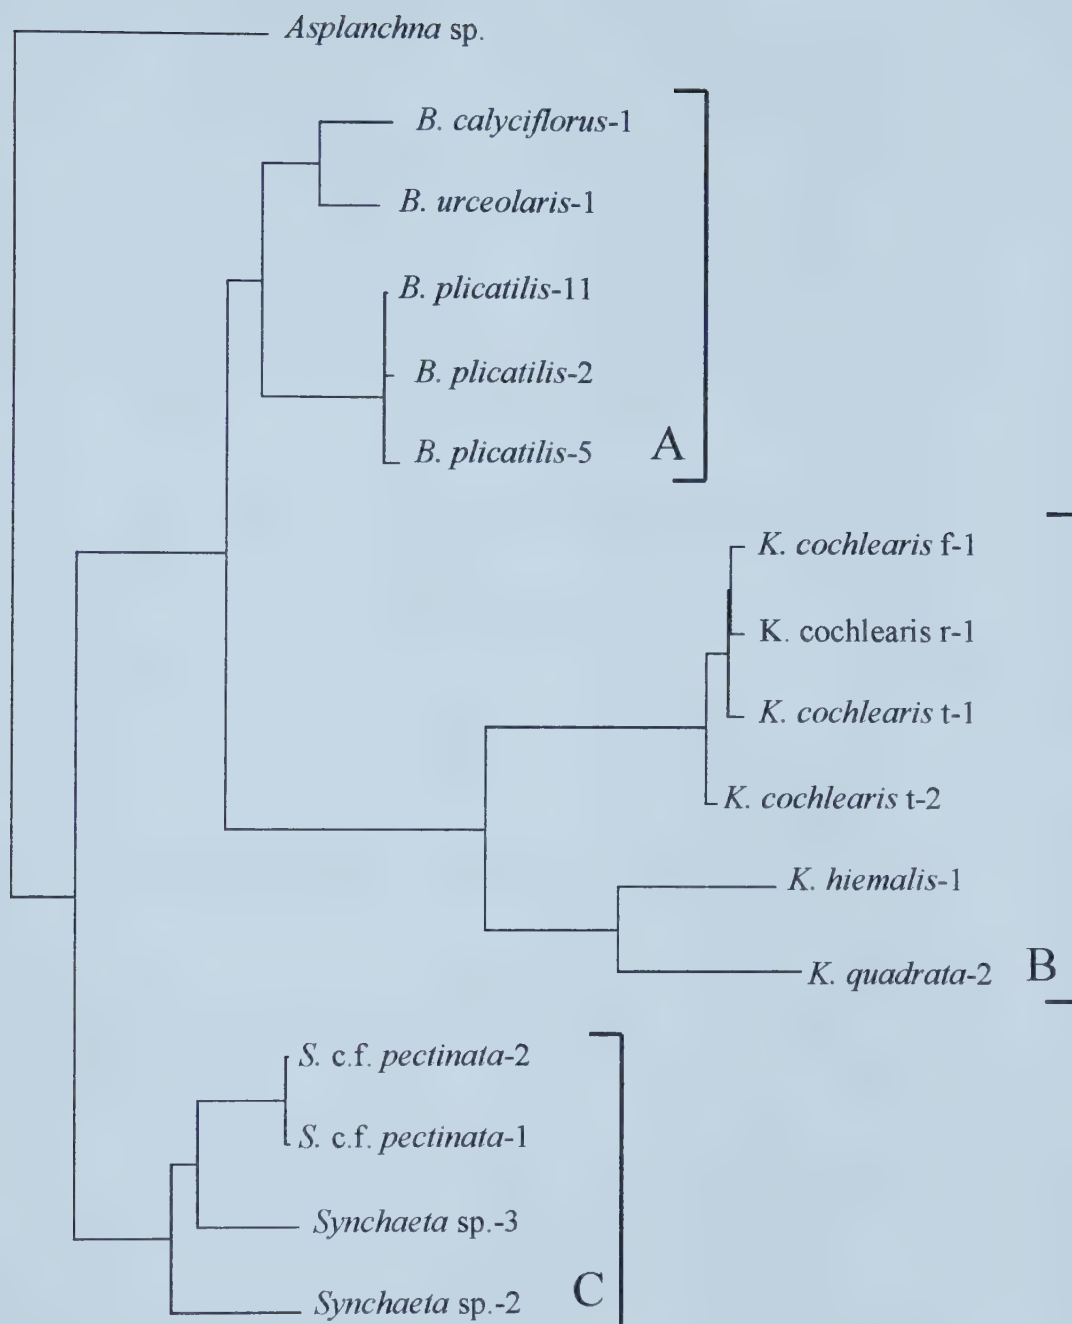 Asplanchna sp.
B. calyciflorus-1
B. urceolaris-1
B. plicatilis-11
B. plicatilis-2
B. plicatilis-5
A
K. cochlearis f-1
K. cochlearis r-1
K. cochlearis t-1
K. cochlearis t-2
K. hiemalis-1
K. quadrata-2
B
S. c.f. pectinata-2
S. c.f. pectinata-1
Synchaeta sp.-3
Synchaeta sp.-2
C